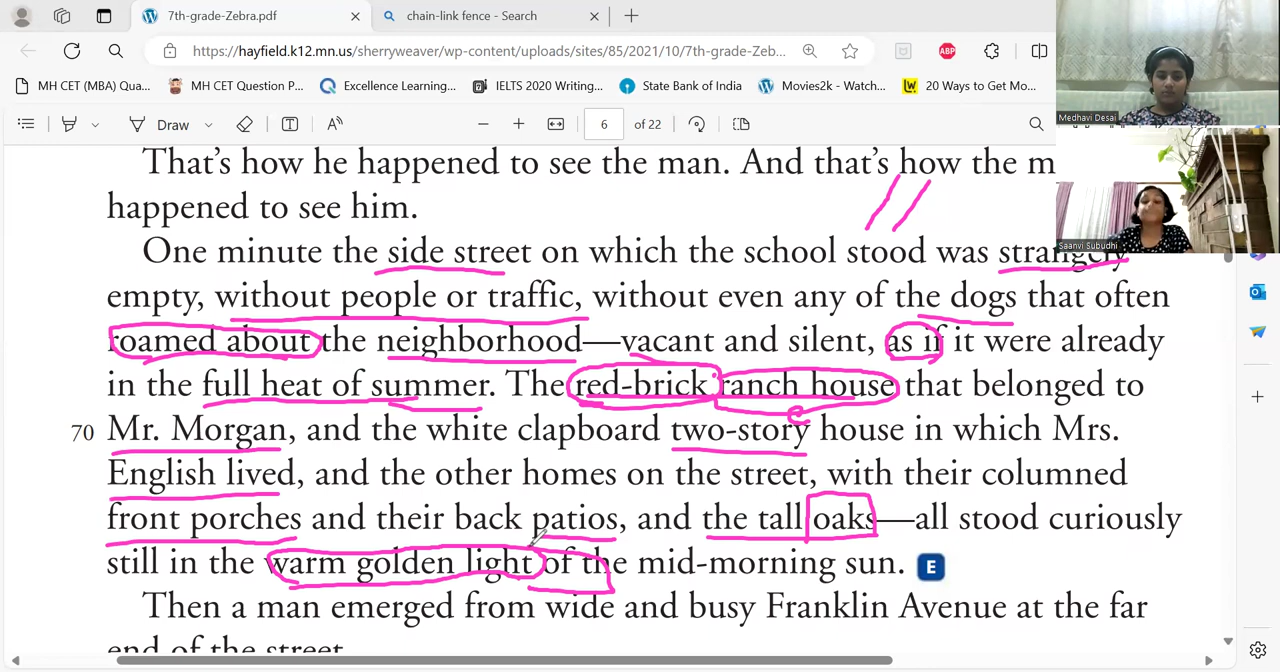 7th-grade-Zebra.pdf
chain-link fence - Search
https://hayfield.k12.mn.us/sherryweaver/wp-content/uploads/sites/85/2021/10/7th-grade-Zeb...
ABP
MH CET (MBA) Qua...
MH CET Question P...
Excellence Learning...
IELTS 2020 Writing...
State Bank of India
Movies2k - Watch...
20 Ways to Get Mo...
Draw
6 of 22
Medhavi Desai
Saanvi Subudhi
That's how he happened to see the man. And that's how the m
happened to see him.
One minute the side street on which the school stood was strangely
empty, without people or traffic, without even any of the dogs that often
roamed about the neighborhood—vacant and silent, as if it were already
in the full heat of summer. The red-brick ranch house that belonged to
70 Mr. Morgan, and the white clapboard two-story house in which Mrs.
English lived, and the other homes on the street, with their columned
front porches and their back patios, and the tall oaks—all stood curiously
still in the warm golden light of the mid-morning sun. E
Then a man emerged from wide and busy Franklin Avenue at the far
end of the street.